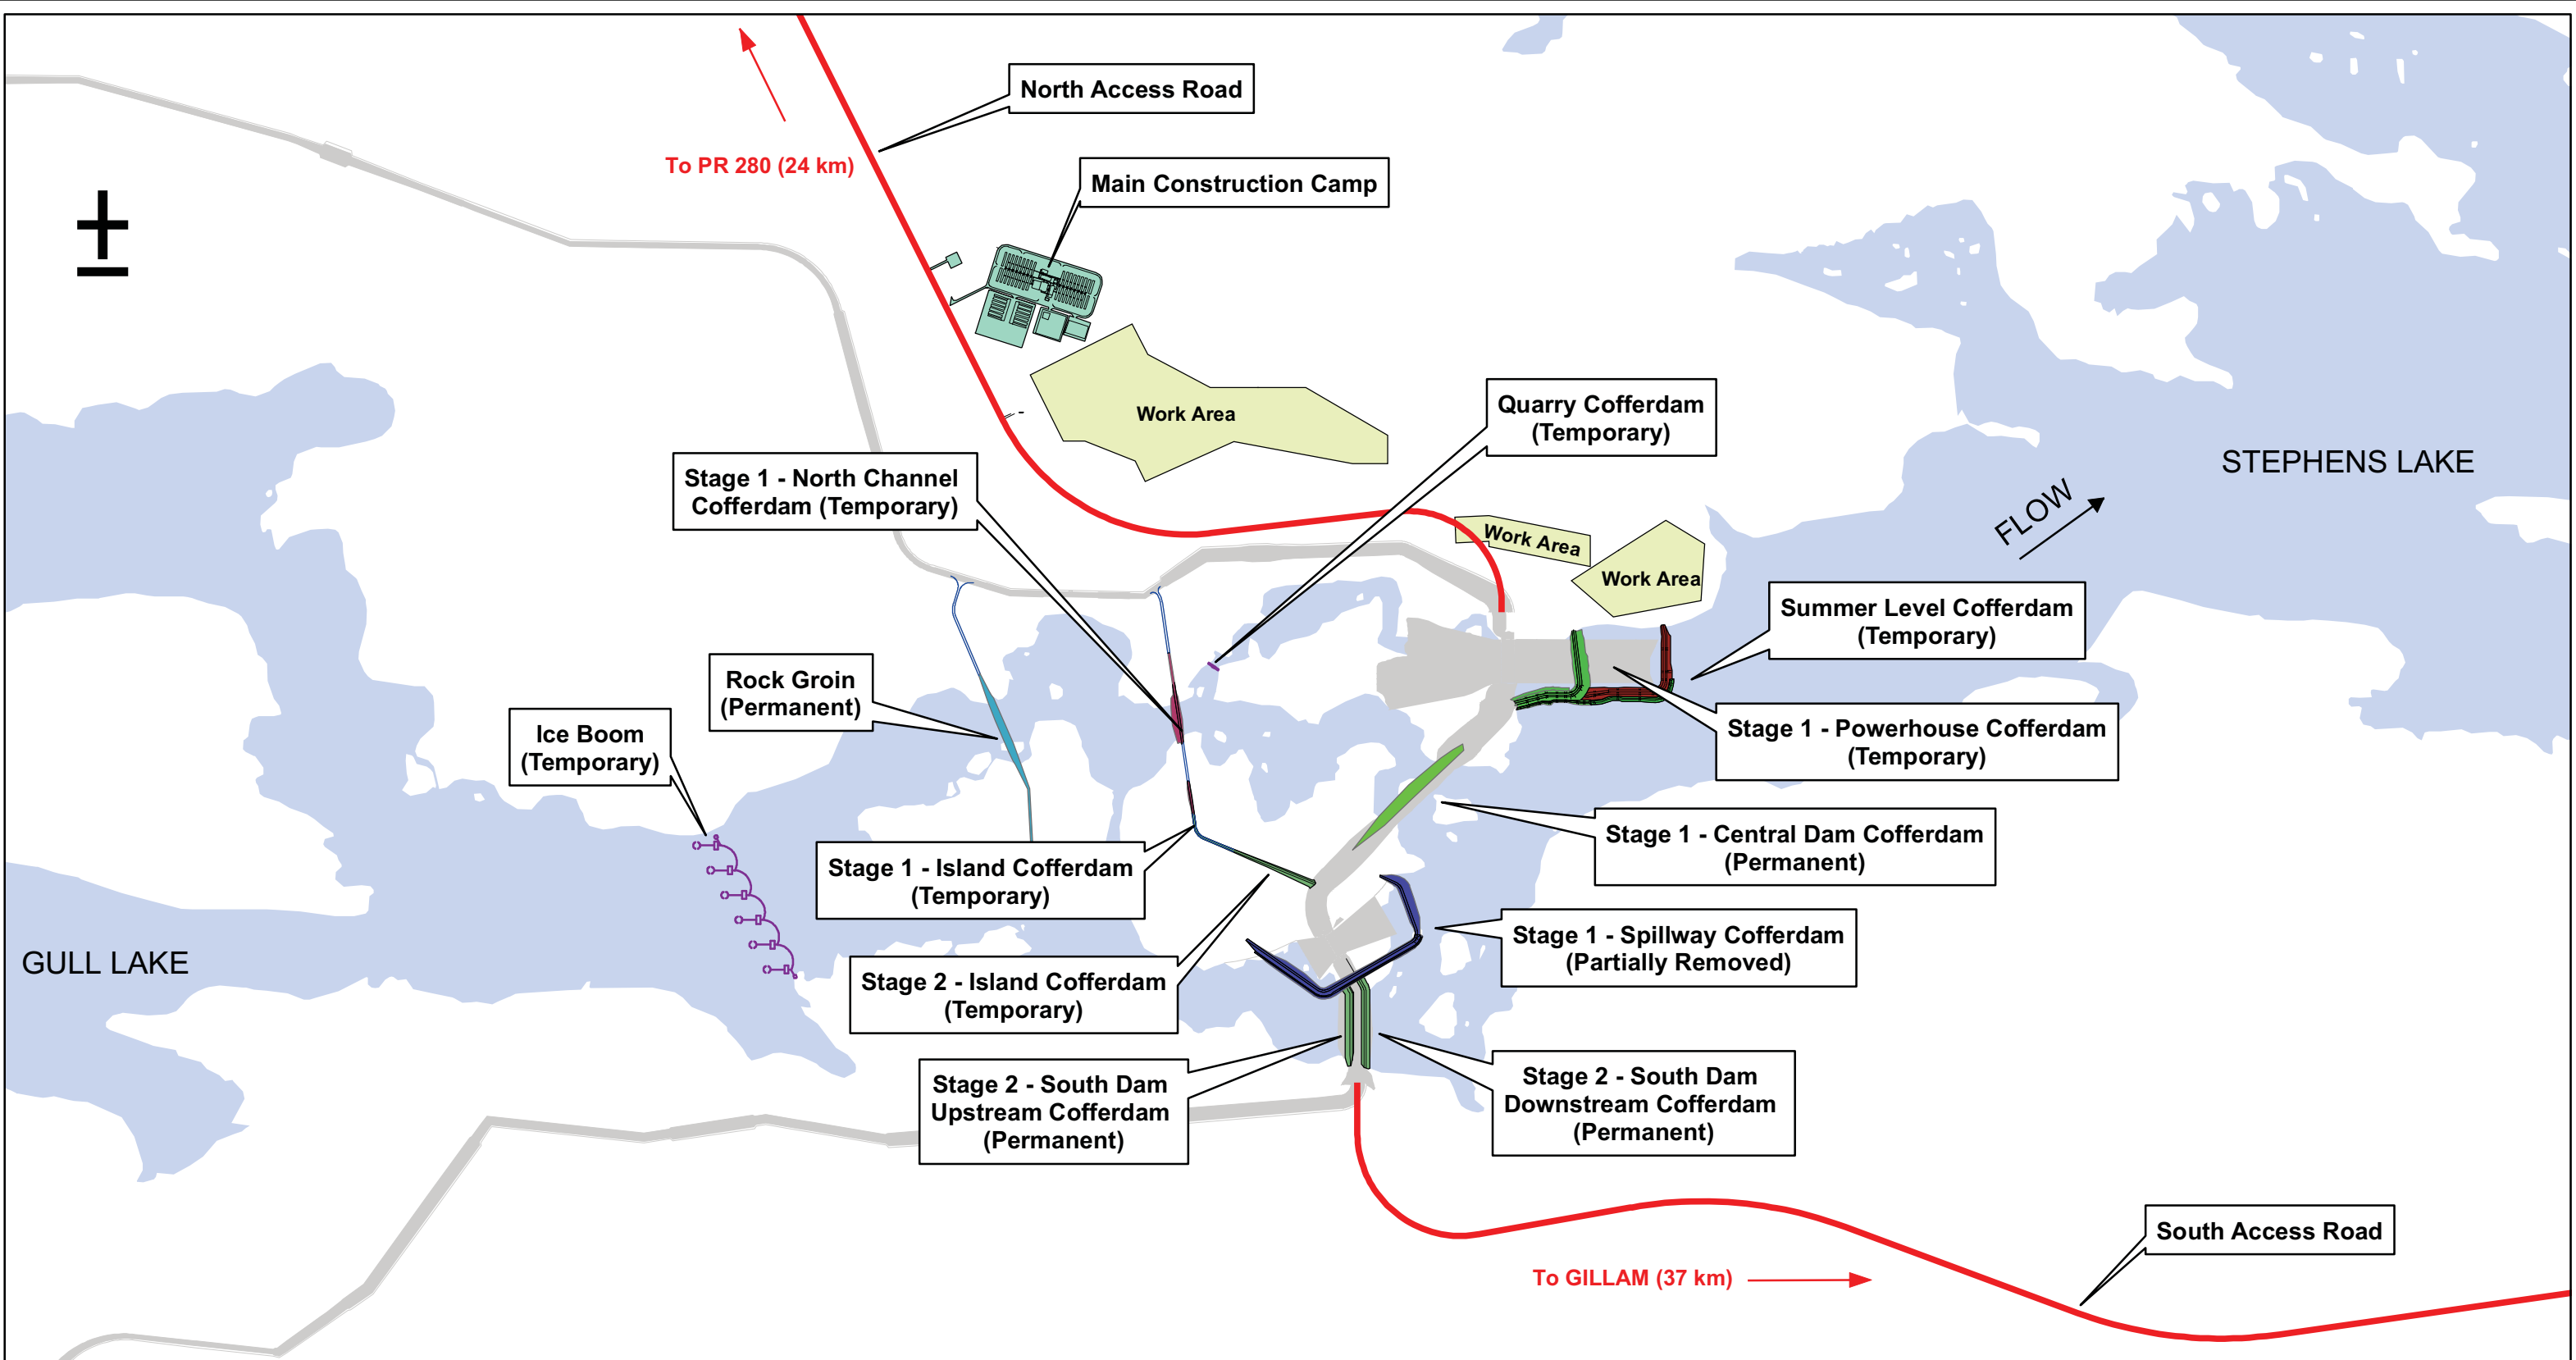 North Access Road
To PR 280 (24 km)
Main Construction Camp
Work Area
Quarry Cofferdam
(Temporary)
STEPHENS LAKE
Stage 1 - North Channel
Cofferdam (Temporary)
FLOW
Work Area
Work Area
Summer Level Cofferdam
(Temporary)
Rock Groin
(Permanent)
Ice Boom
(Temporary)
Stage 1 - Powerhouse Cofferdam
(Temporary)
Stage 1 - Central Dam Cofferdam
(Permanent)
Stage 1 - Island Cofferdam
(Temporary)
GULL LAKE
Stage 1 - Spillway Cofferdam
(Partially Removed)
Stage 2 - Island Cofferdam
(Temporary)
Stage 2 - South Dam
Upstream Cofferdam
(Permanent)
Stage 2 - South Dam
Downstream Cofferdam
(Permanent)
South Access Road
To GILLAM (37 km)